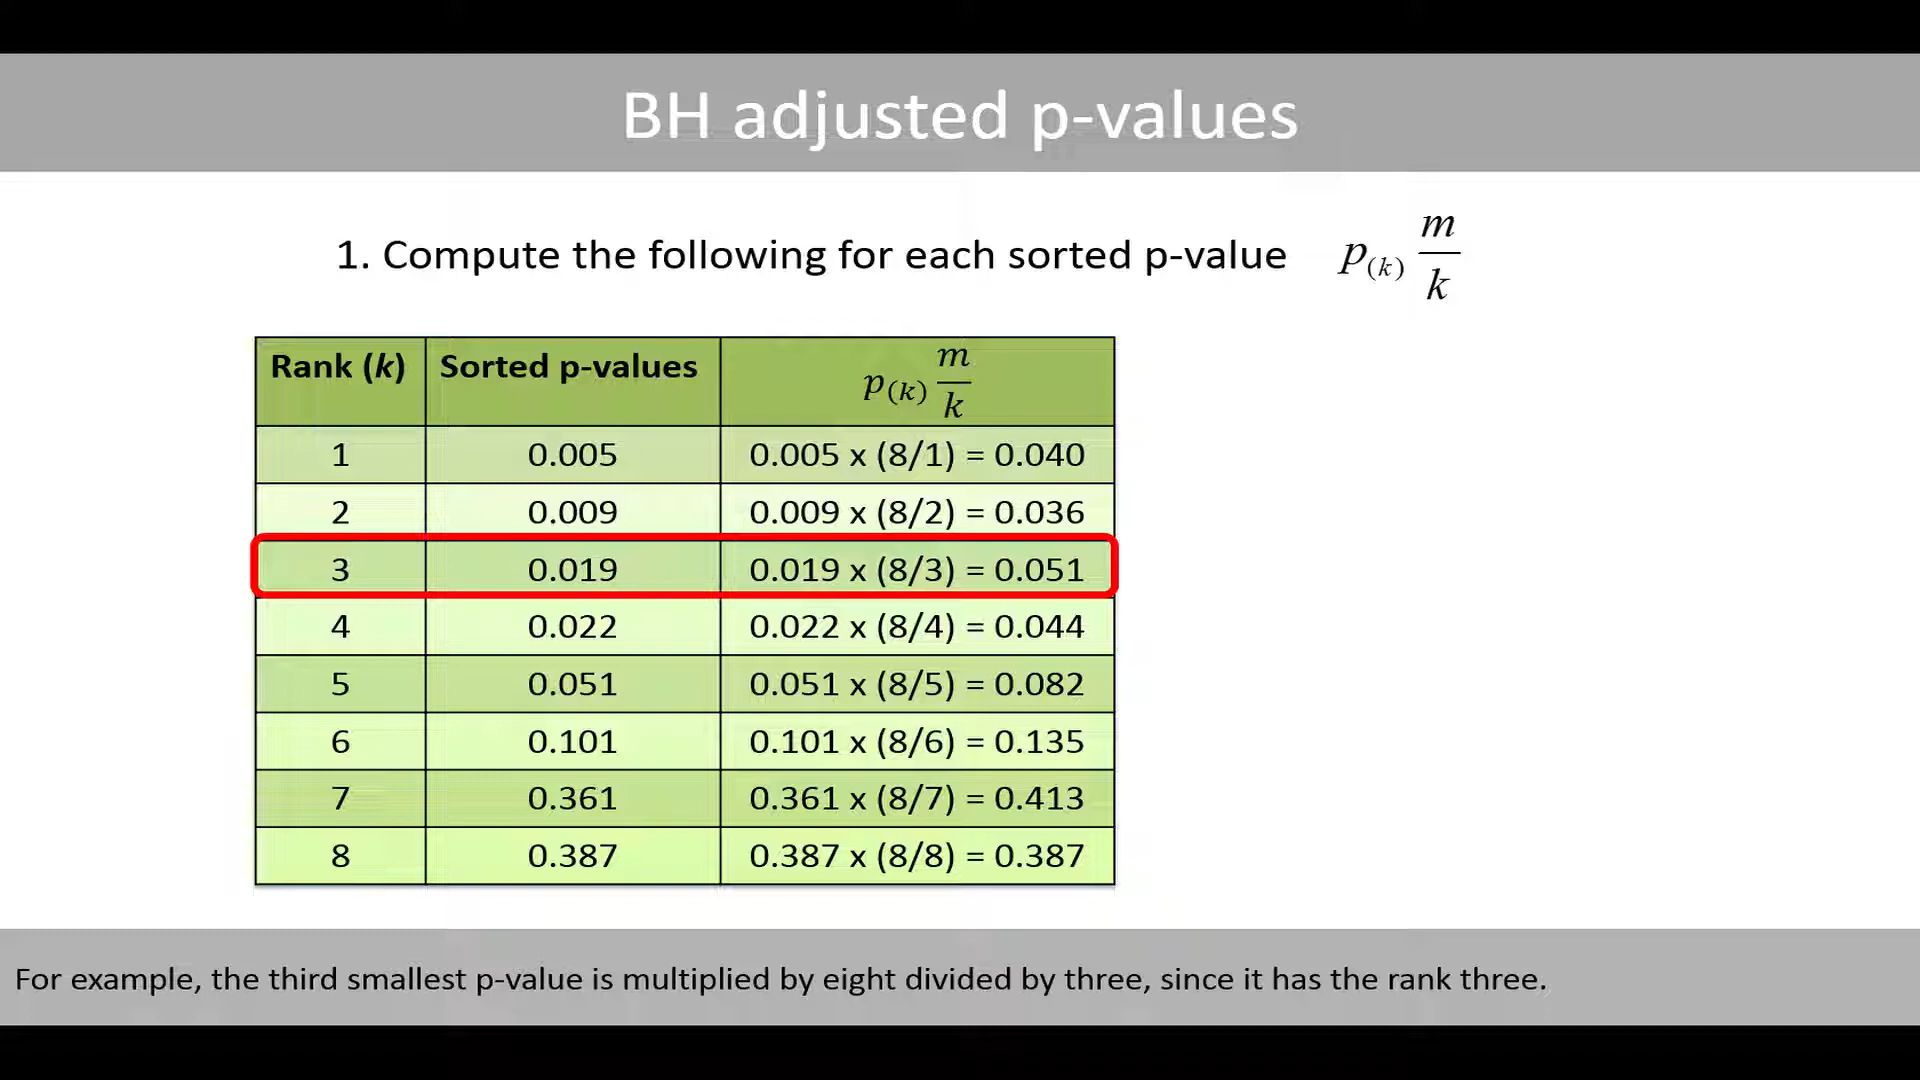 BH adjusted p-values
1. Compute the following for each sorted p-value p(k) m/k
Rank (k) Sorted p-values p(k) m/k
1 0.005 0.005 x (8/1) = 0.040
2 0.009 0.009 x (8/2) = 0.036
3 0.019 0.019 x (8/3) = 0.051
4 0.022 0.022 x (8/4) = 0.044
5 0.051 0.051 x (8/5) = 0.082
6 0.101 0.101 x (8/6) = 0.135
7 0.361 0.361 x (8/7) = 0.413
8 0.387 0.387 x (8/8) = 0.387
For example, the third smallest p-value is multiplied by eight divided by three, since it has the rank three.